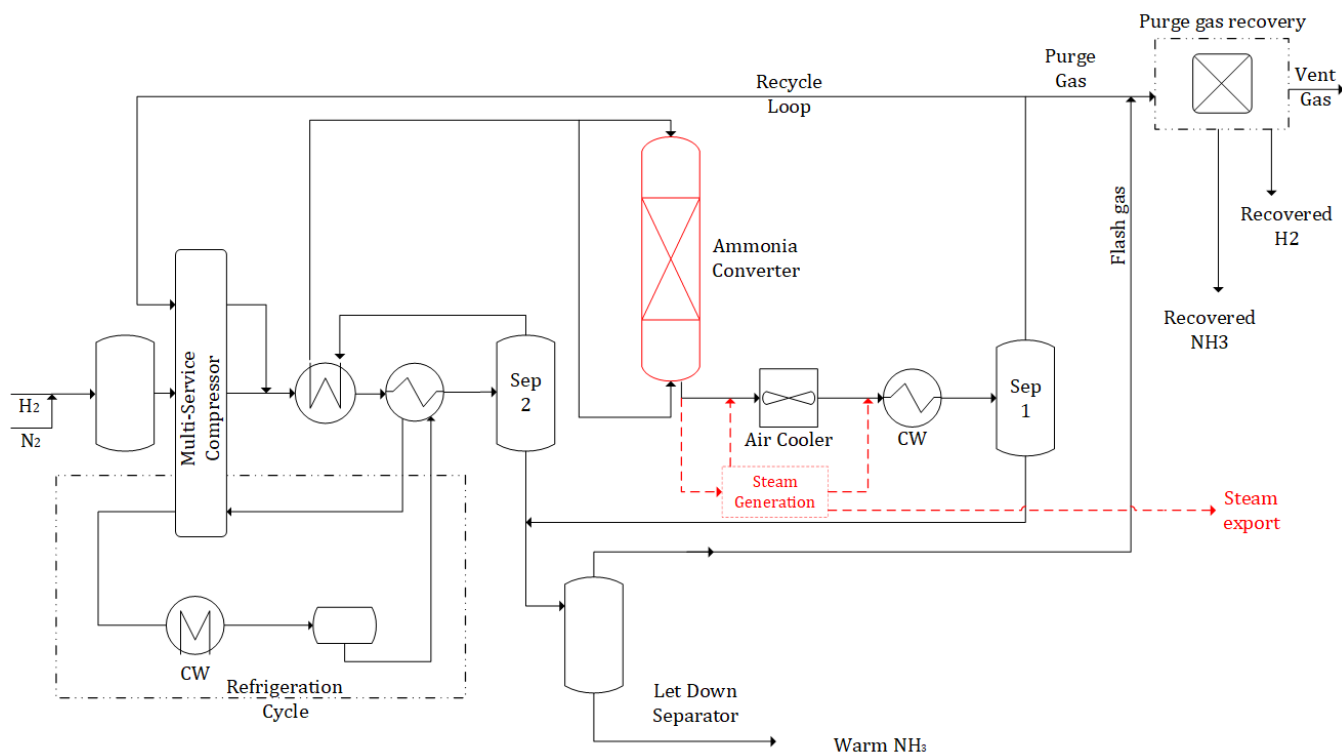 Purge gas recovery
Purge
Gas
Vent
Gas
Recycle
Loop
Ammonia
Converter
Flash gas
Recovered
H2
Recovered
NH3
Multi-Service
Compressor
H2
N2
Sep
2
Sep
1
Air Cooler
CW
Steam
Generation
Steam
export
CW
Refrigeration
Cycle
Let Down
Separator
Warm NH3